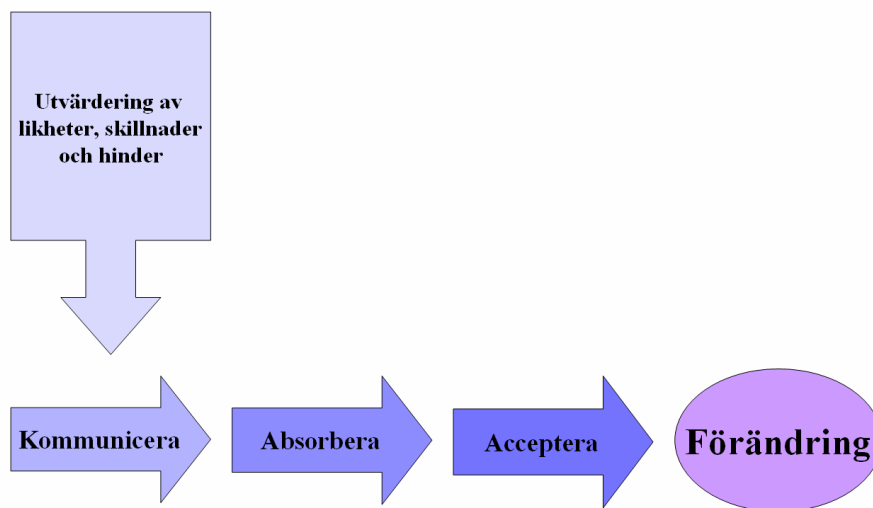 Utvärdering av
likheter, skillnader
och hinder
Kommunicera
Absorbera
Acceptera
Förändring